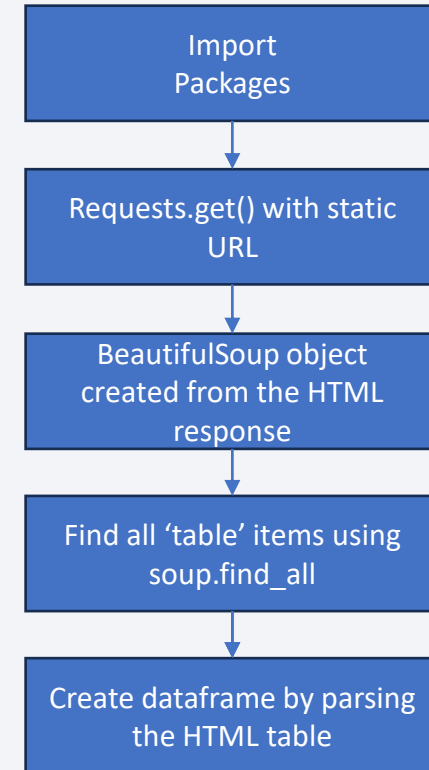 Import
Packages
Requests.get() with static
URL
BeautifulSoup object
created from the HTML
response
Find all ‘table’ items using
soup.find_all
Create dataframe by parsing
the HTML table